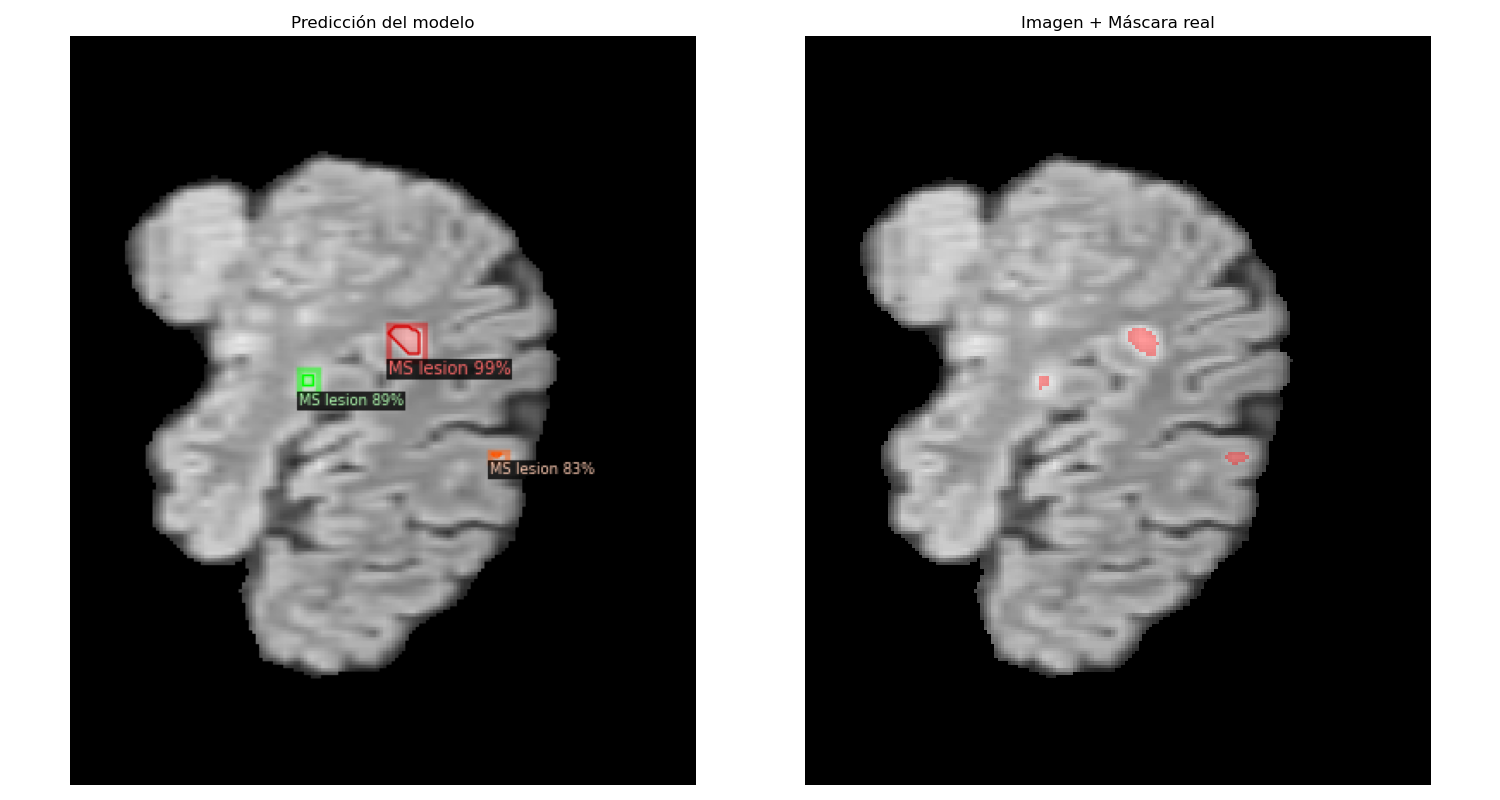 Predicción del modelo
Imagen + Máscara real
MS lesion 99%
MS lesion 89%
MS lesion 83%